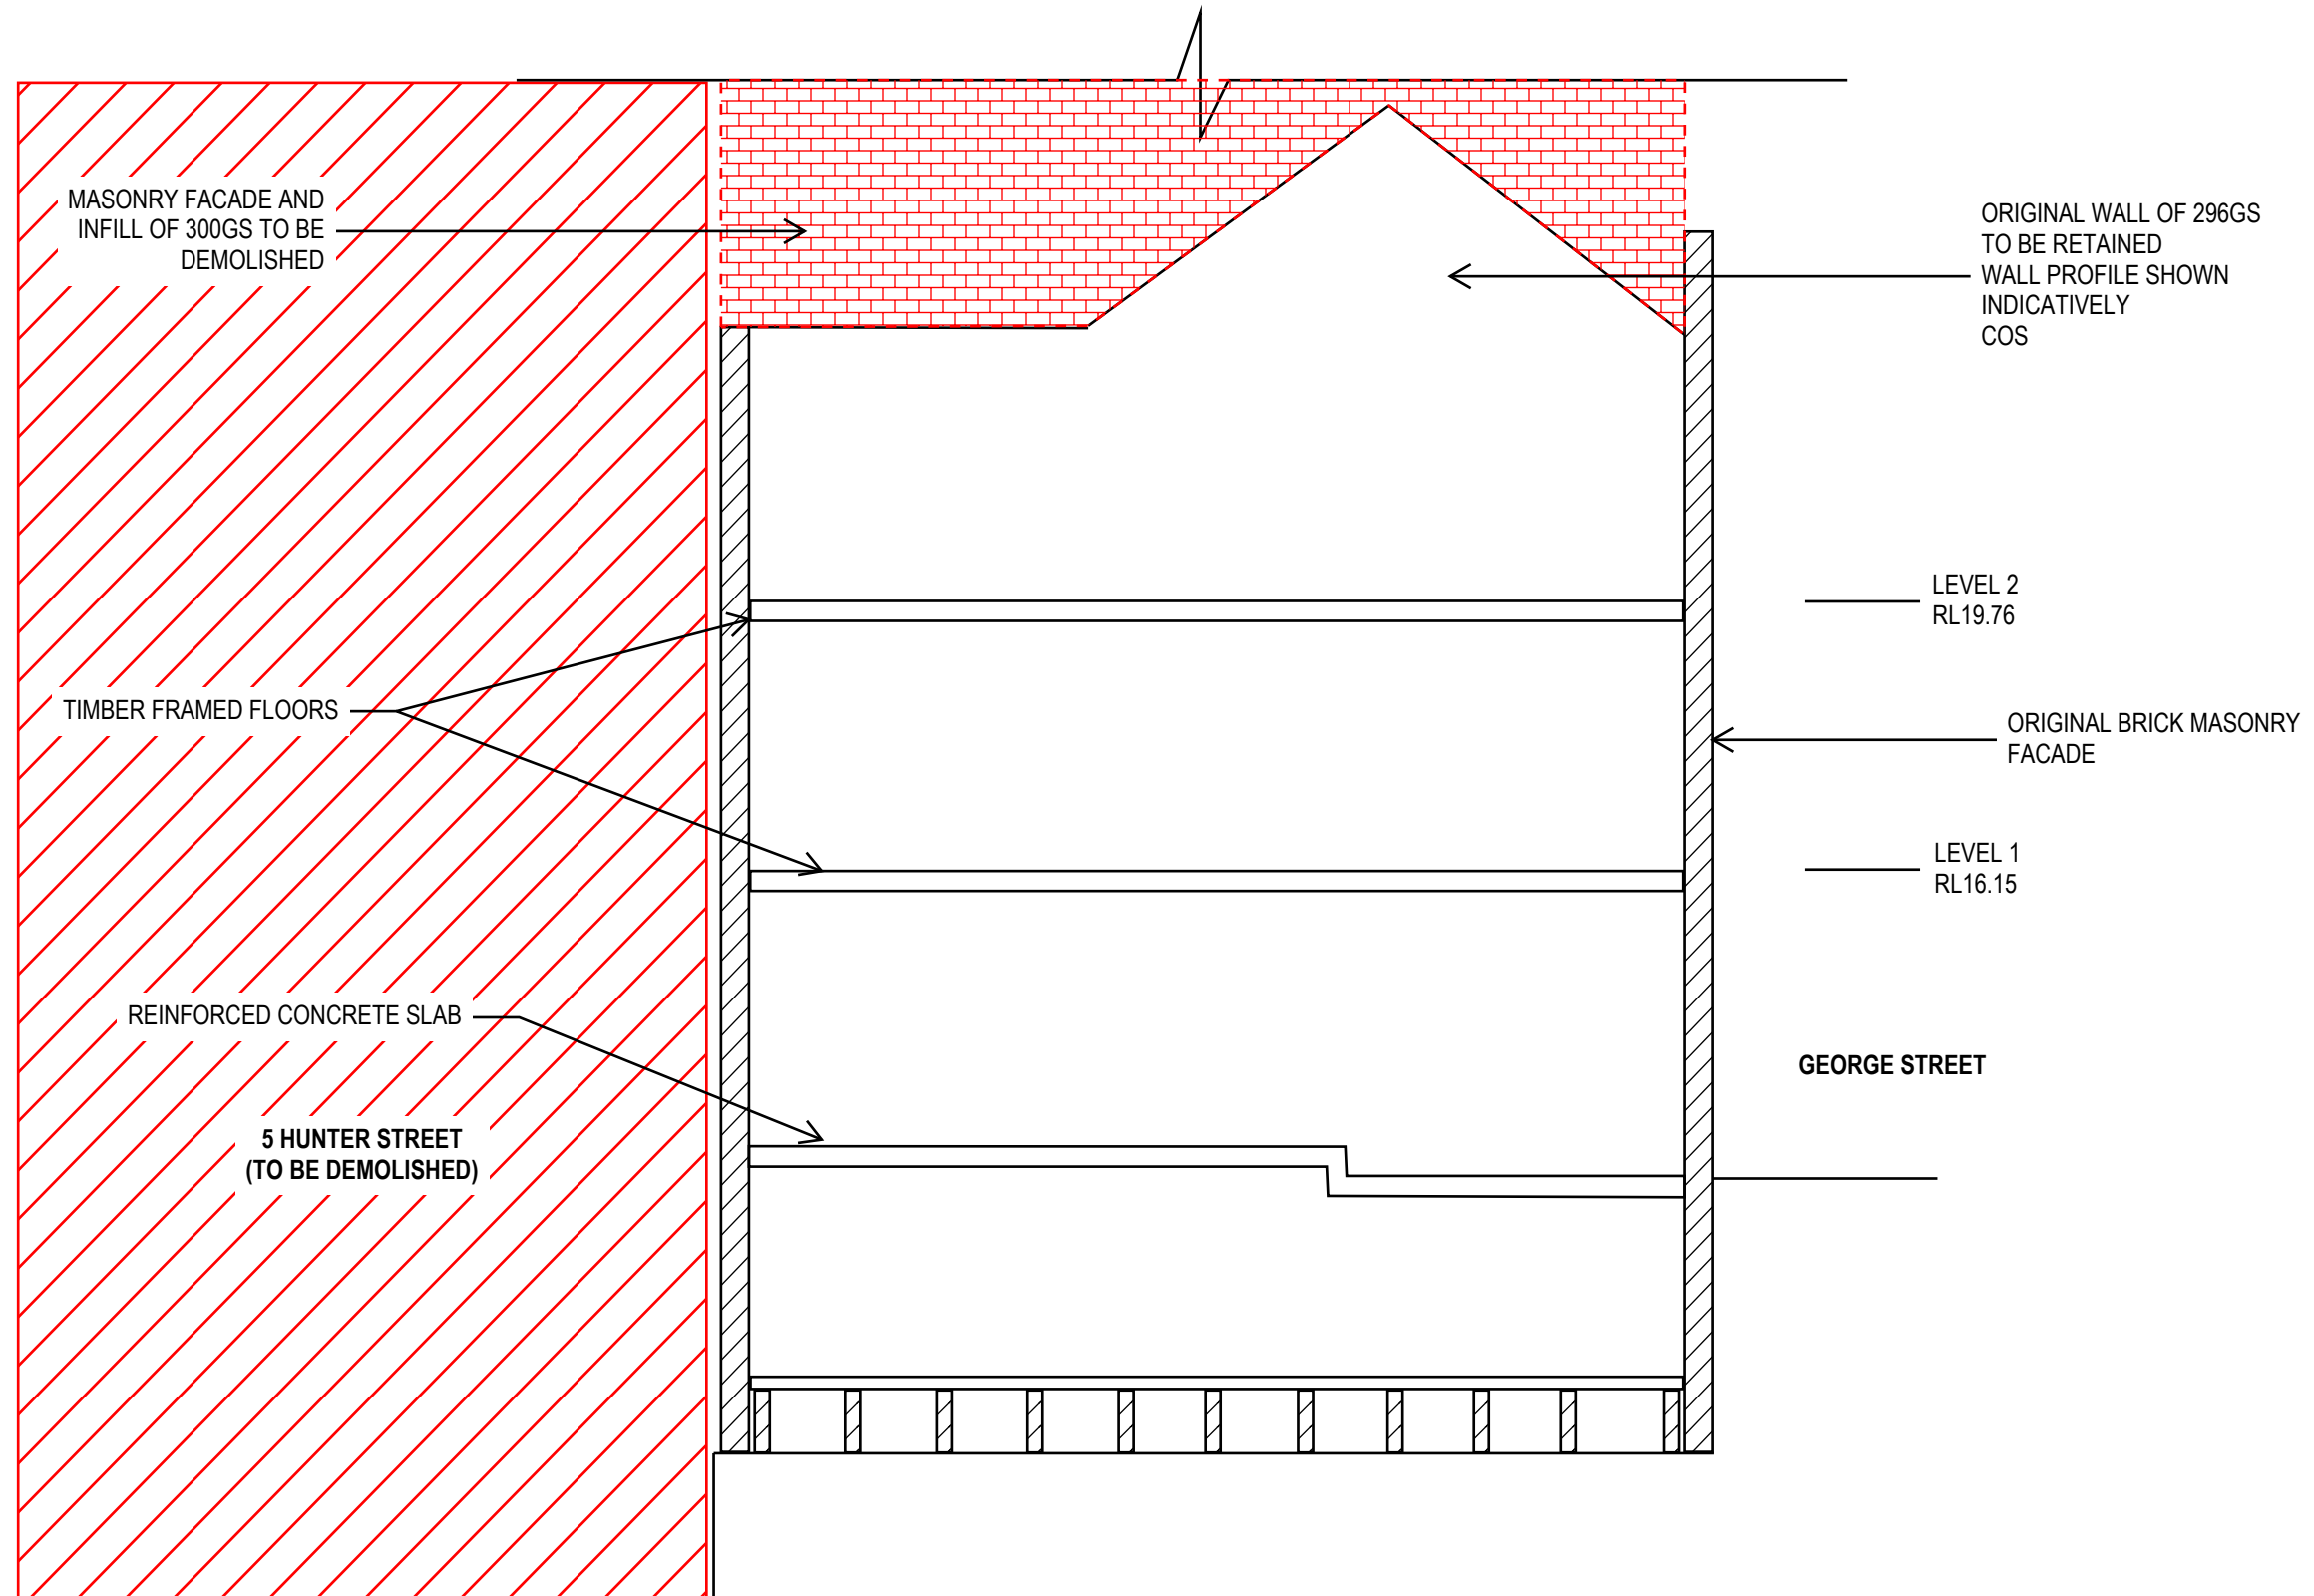 MASONRY FACADE AND
INFILL OF 300GS TO BE
DEMOLISHED
ORIGINAL WALL OF 296GS
TO BE RETAINED
WALL PROFILE SHOWN
INDICATIVELY
COS
LEVEL 2
RL19.76
TIMBER FRAMED FLOORS
ORIGINAL BRICK MASONRY
FACADE
LEVEL 1
RL16.15
REINFORCED CONCRETE SLAB
GEORGE STREET
5 HUNTER STREET
(TO BE DEMOLISHED)